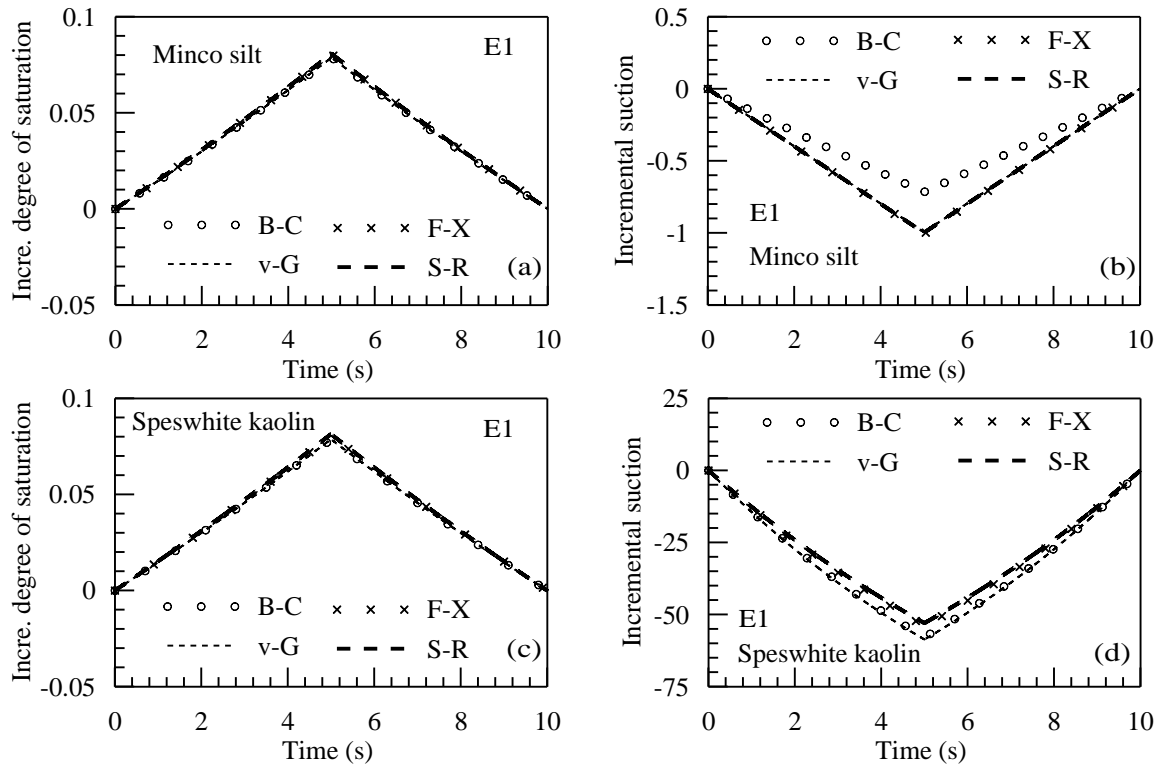 0.1
0.05
0
-0.05
Incre. degree of saturation
Minco silt
E1
B-C
F-X
v-G
S-R
(a)
0 2 4 6 8 10
Time (s)
0.5
0
-0.5
-1
-1.5
Incremental suction
B-C
F-X
v-G
S-R
E1
Minco silt
(b)
0 2 4 6 8 10
Time (s)
0.1
0.05
0
-0.05
Incre. degree of saturation
Speswhite kaolin
E1
B-C
F-X
v-G
S-R
(c)
0 2 4 6 8 10
Time (s)
25
0
-25
-50
-75
Incremental suction
B-C
F-X
v-G
S-R
E1
Speswhite kaolin
(d)
0 2 4 6 8 10
Time (s)